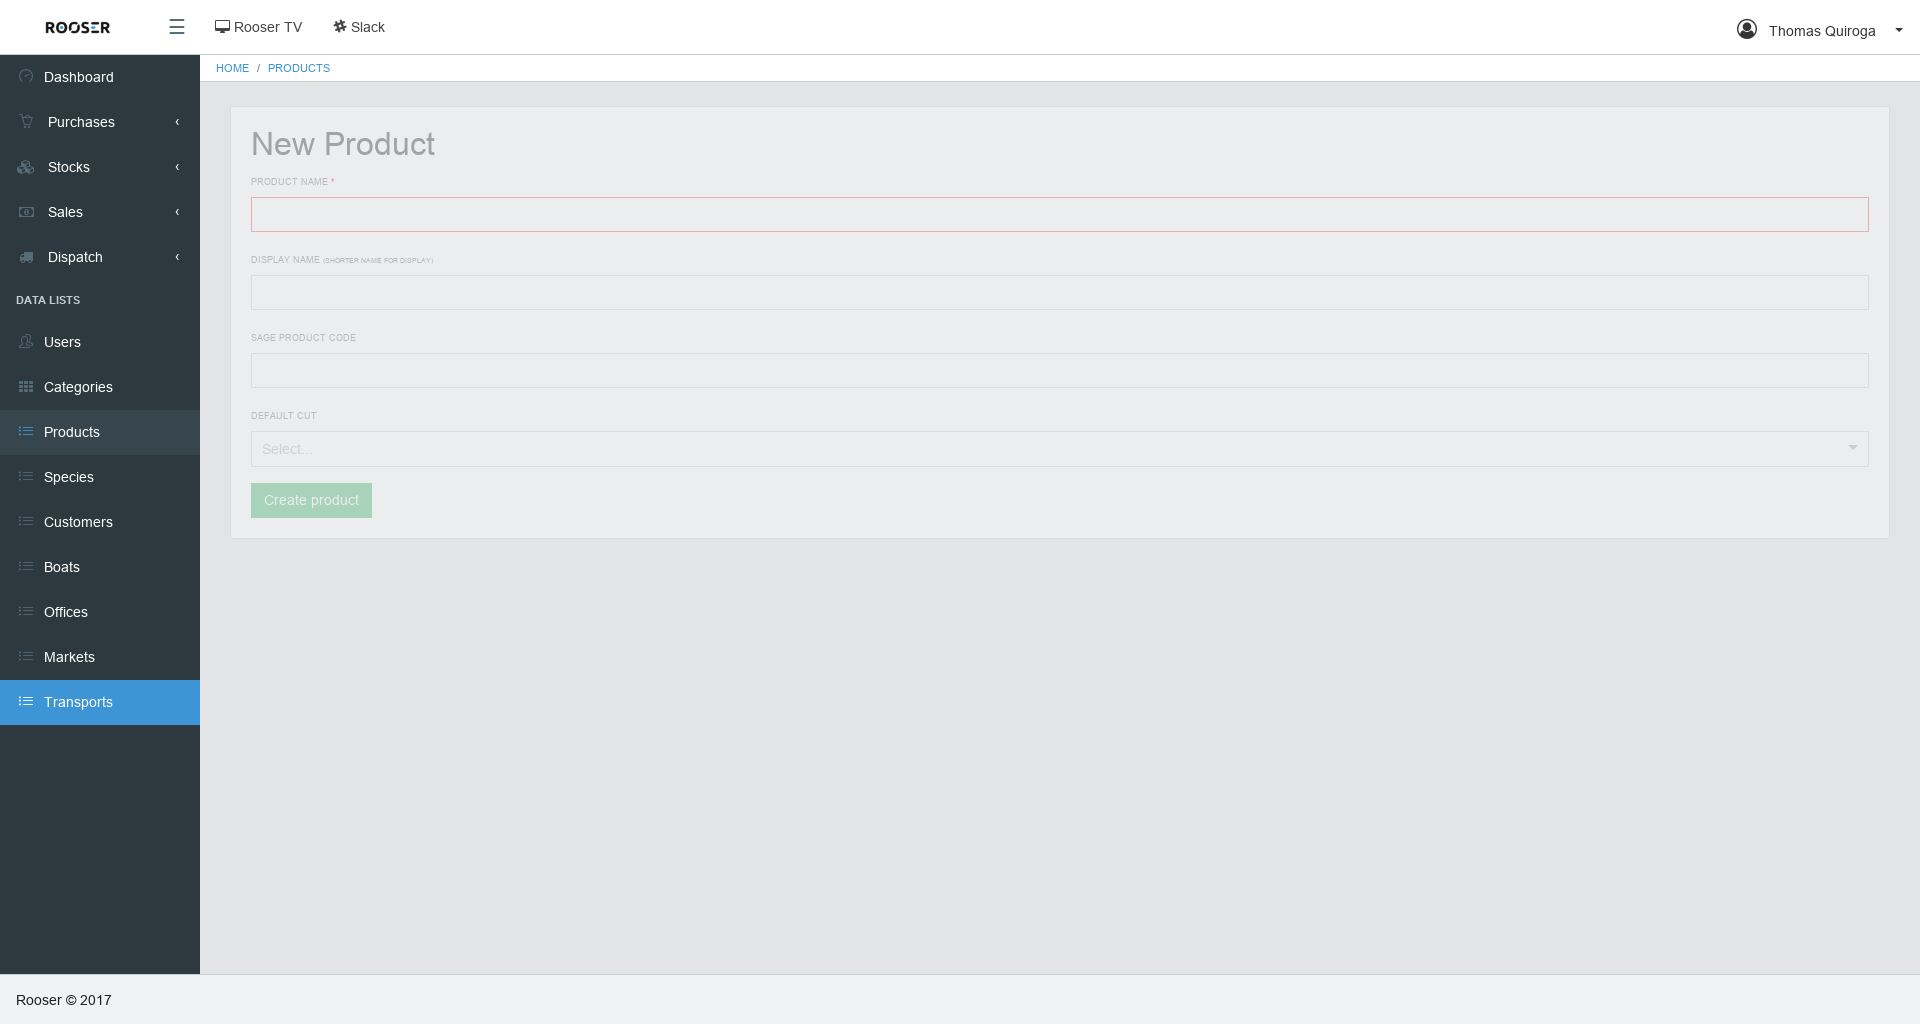 ROOSER
Rooser TV
Slack
Thomas Quiroga
HOME / PRODUCTS
Dashboard
Purchases
Stocks
Sales
Dispatch
DATA LISTS
Users
Categories
Products
Species
Customers
Boats
Offices
Markets
Transports
New Product
PRODUCT NAME *
DISPLAY NAME (SHORTER NAME FOR DISPLAY)
SAGE PRODUCT CODE
DEFAULT CUT
Select...
Create product
Rooser © 2017